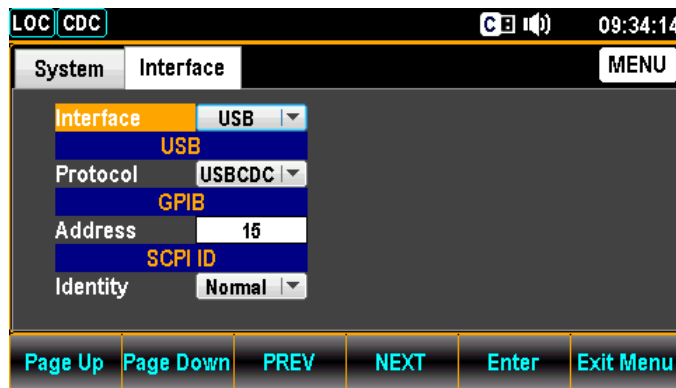 LOC CDC C 09:34:14
System Interface MENU
Interface USB
USB
Protocol USBCDC
GPIB
Address 15
SCPI ID
Identity Normal
Page Up Page Down PREV NEXT Enter Exit Menu